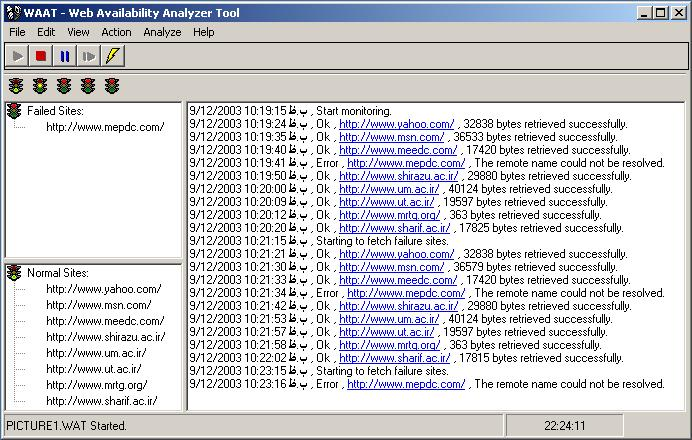 WAAT - Web Availability Analyzer Tool
File Edit View Action Analyze Help
Failed Sites:
http://www.mepdc.com/
Normal Sites:
http://www.yahoo.com/
http://www.msn.com/
http://www.meedc.com/
http://www.shirazu.ac.ir/
http://www.um.ac.ir/
http://www.ut.ac.ir/
http://www.mrtg.org/
http://www.sharif.ac.ir/
9/12/2003 10:19:15 ب.ظ , Start monitoring.
9/12/2003 10:19:24 ب.ظ , Ok , http://www.yahoo.com/ , 32838 bytes retrieved successfully.
9/12/2003 10:19:35 ب.ظ , Ok , http://www.msn.com/ , 36533 bytes retrieved successfully.
9/12/2003 10:19:40 ب.ظ , Ok , http://www.meedc.com/ , 17420 bytes retrieved successfully.
9/12/2003 10:19:41 ب.ظ , Error , http://www.mepdc.com/ , The remote name could not be resolved.
9/12/2003 10:19:50 ب.ظ , Ok , http://www.shirazu.ac.ir/ , 29880 bytes retrieved successfully.
9/12/2003 10:20:00 ب.ظ , Ok , http://www.um.ac.ir/ , 40124 bytes retrieved successfully.
9/12/2003 10:20:09 ب.ظ , Ok , http://www.ut.ac.ir/ , 19597 bytes retrieved successfully.
9/12/2003 10:20:12 ب.ظ , Ok , http://www.mrtg.org/ , 363 bytes retrieved successfully.
9/12/2003 10:20:20 ب.ظ , Ok , http://www.sharif.ac.ir/ , 17825 bytes retrieved successfully.
9/12/2003 10:21:15 ب.ظ , Starting to fetch failure sites.
9/12/2003 10:21:21 ب.ظ , Ok , http://www.yahoo.com/ , 32838 bytes retrieved successfully.
9/12/2003 10:21:30 ب.ظ , Ok , http://www.msn.com/ , 36579 bytes retrieved successfully.
9/12/2003 10:21:33 ب.ظ , Ok , http://www.meedc.com/ , 17420 bytes retrieved successfully.
9/12/2003 10:21:34 ب.ظ , Error , http://www.mepdc.com/ , The remote name could not be resolved.
9/12/2003 10:21:42 ب.ظ , Ok , http://www.shirazu.ac.ir/ , 29880 bytes retrieved successfully.
9/12/2003 10:21:53 ب.ظ , Ok , http://www.um.ac.ir/ , 40124 bytes retrieved successfully.
9/12/2003 10:21:57 ب.ظ , Ok , http://www.ut.ac.ir/ , 19597 bytes retrieved successfully.
9/12/2003 10:21:58 ب.ظ , Ok , http://www.mrtg.org/ , 363 bytes retrieved successfully.
9/12/2003 10:22:02 ب.ظ , Ok , http://www.sharif.ac.ir/ , 17815 bytes retrieved successfully.
9/12/2003 10:23:15 ب.ظ , Starting to fetch failure sites.
9/12/2003 10:23:16 ب.ظ , Error , http://www.mepdc.com/ , The remote name could not be resolved.
PICTURE1.WAT Started.
22:24:11